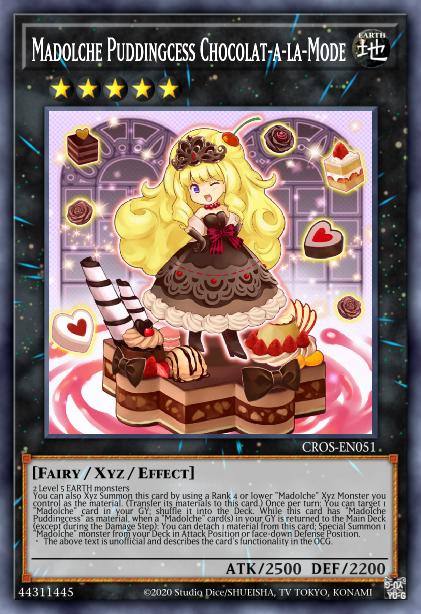 Madolche Puddingcess Chocolat-a-la-Mode
EARTH
地
CROS-EN051
[Fairy / Xyz / Effect]
2 Level 5 EARTH monsters
You can also Xyz Summon this card by using a Rank 4 or lower "Madolche" Xyz Monster you
control as the material. (Transfer its materials to this card.) Once per turn: You can target 1
"Madolche" card in your GY; shuffle it into the Deck. While this card has "Madolche
Puddingcess" as material, when a "Madolche" card(s) in your GY is returned to the Main Deck
(except during the Damage Step): You can detach 1 material from this card; Special Summon 1
"Madolche" monster from your Deck in Attack Position or face-down Defense Position.
* The above text is unofficial and describes the card's functionality in the OCG.
ATK/2500 DEF/2200
44311445
©2020 Studio Dice/SHUEISHA, TV TOKYO, KONAMI